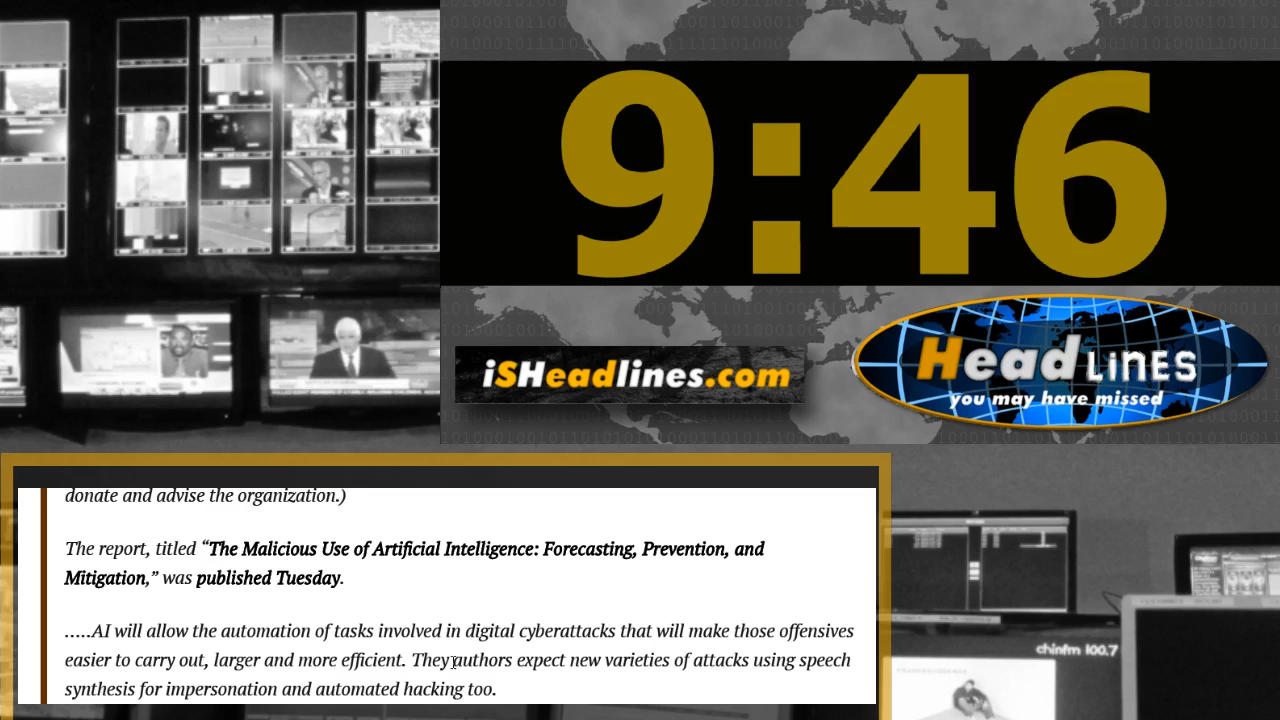 9:46
iSHeadlines.com
HeadLINES
you may have missed
donate and advise the organization.)
The report, titled “The Malicious Use of Artificial Intelligence: Forecasting, Prevention, and
Mitigation,” was published Tuesday.
.....AI will allow the automation of tasks involved in digital cyberattacks that will make those offensives
easier to carry out, larger and more efficient. They authors expect new varieties of attacks using speech
synthesis for impersonation and automated hacking too.
chinfm 100.7